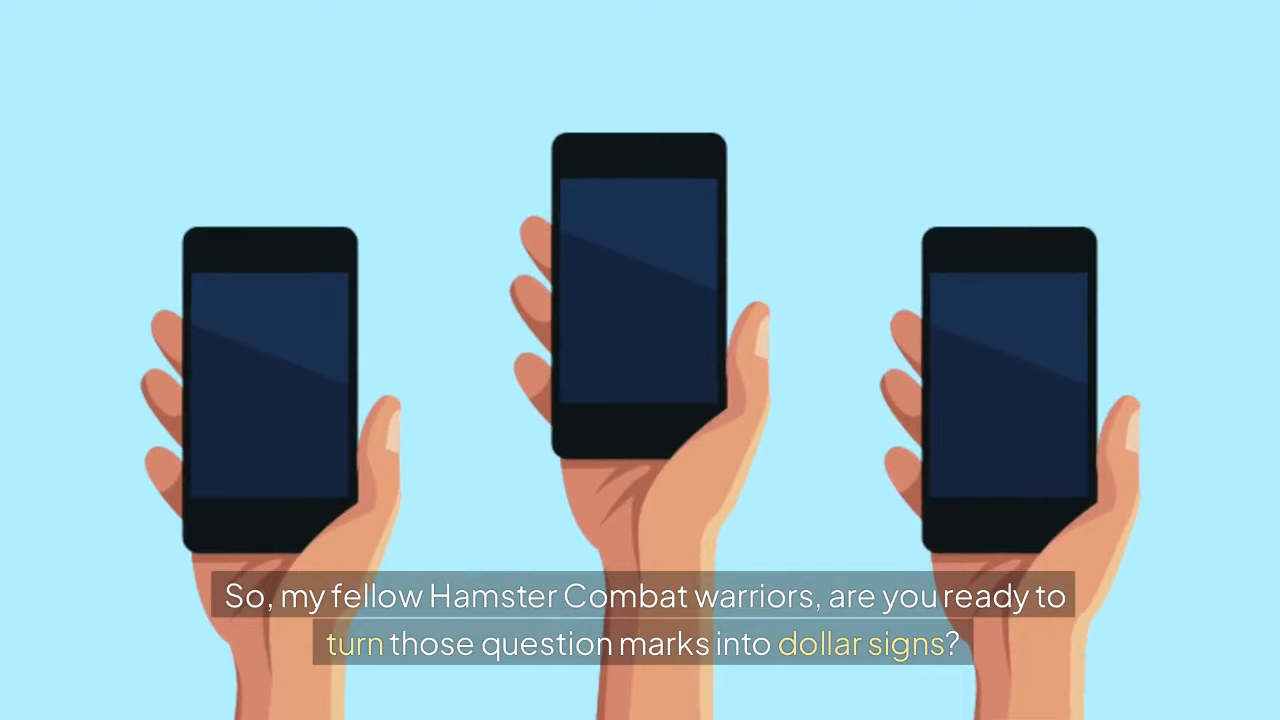 So, my fellow Hamster Combat warriors, are you ready to
turn those question marks into dollar signs?